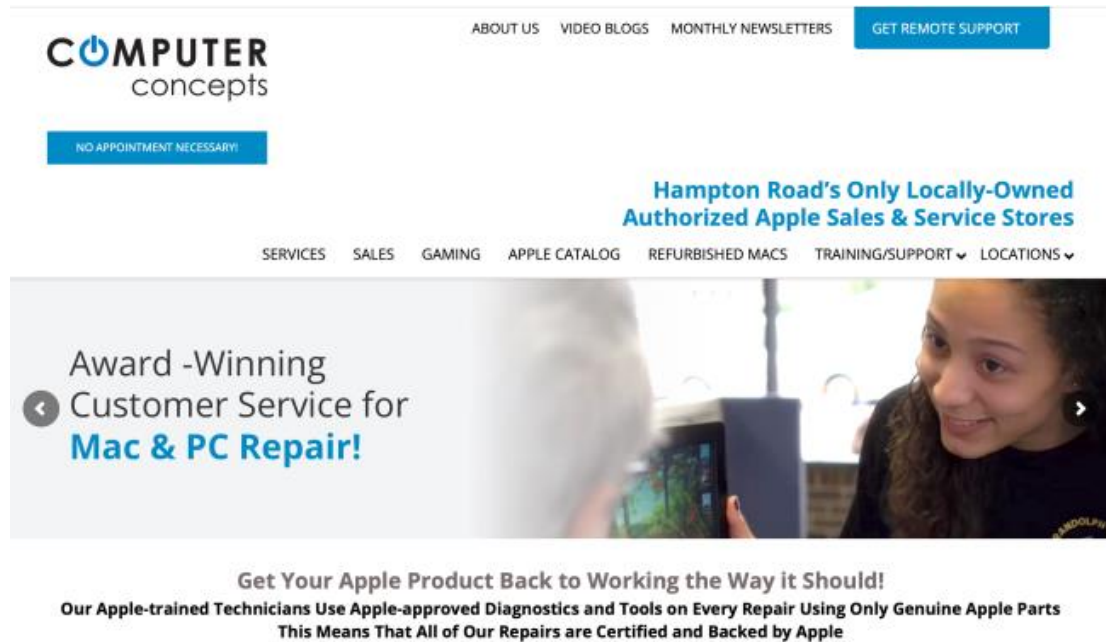 COMPUTER
concepts
ABOUT US VIDEO BLOGS MONTHLY NEWSLETTERS GET REMOTE SUPPORT
NO APPOINTMENT NECESSARY!
Hampton Road's Only Locally-Owned
Authorized Apple Sales & Service Stores
SERVICES SALES GAMING APPLE CATALOG REFURBISHED MACS TRAINING/SUPPORT LOCATIONS
Award -Winning
Customer Service for
Mac & PC Repair!
Get Your Apple Product Back to Working the Way it Should!
Our Apple-trained Technicians Use Apple-approved Diagnostics and Tools on Every Repair Using Only Genuine Apple Parts
This Means That All of Our Repairs are Certified and Backed by Apple